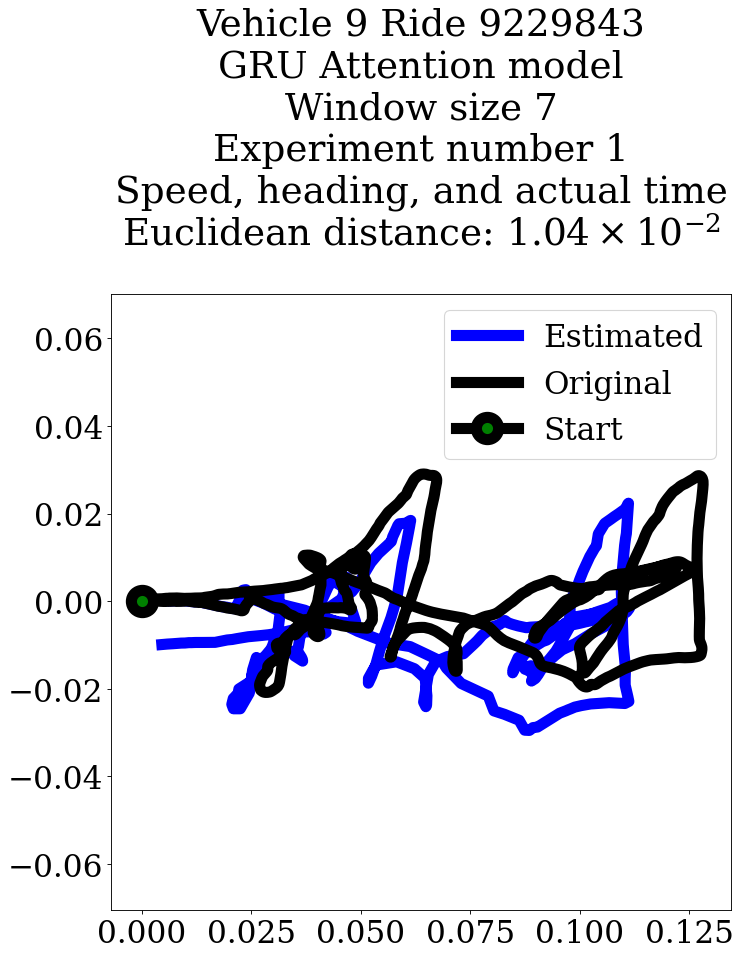 Vehicle 9 Ride 9229843
GRU Attention model
Window size 7
Experiment number 1
Speed, heading, and actual time
Euclidean distance: 1.04 × 10⁻²
Estimated
Original
Start
0.06
0.04
0.02
0.00
−0.02
−0.04
−0.06
0.000 0.025 0.050 0.075 0.100 0.125